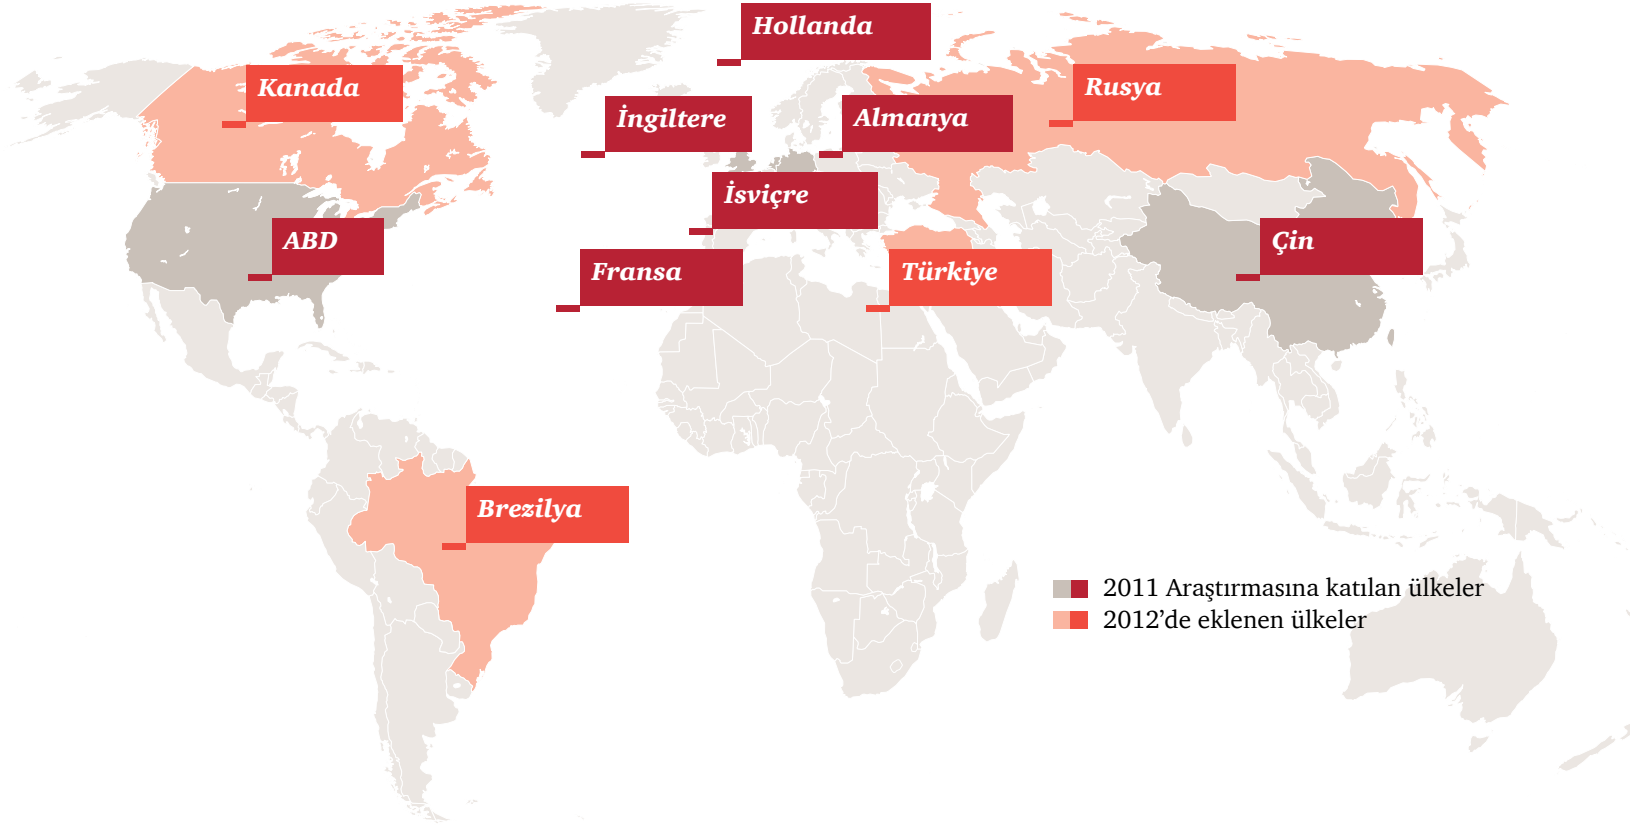 Hollanda
Kanada
Rusya
İngiltere
Almanya
İsviçre
ABD
Çin
Fransa
Türkiye
Brezilya
2011 Araştırmasına katılan ülkeler
2012’de eklenen ülkeler